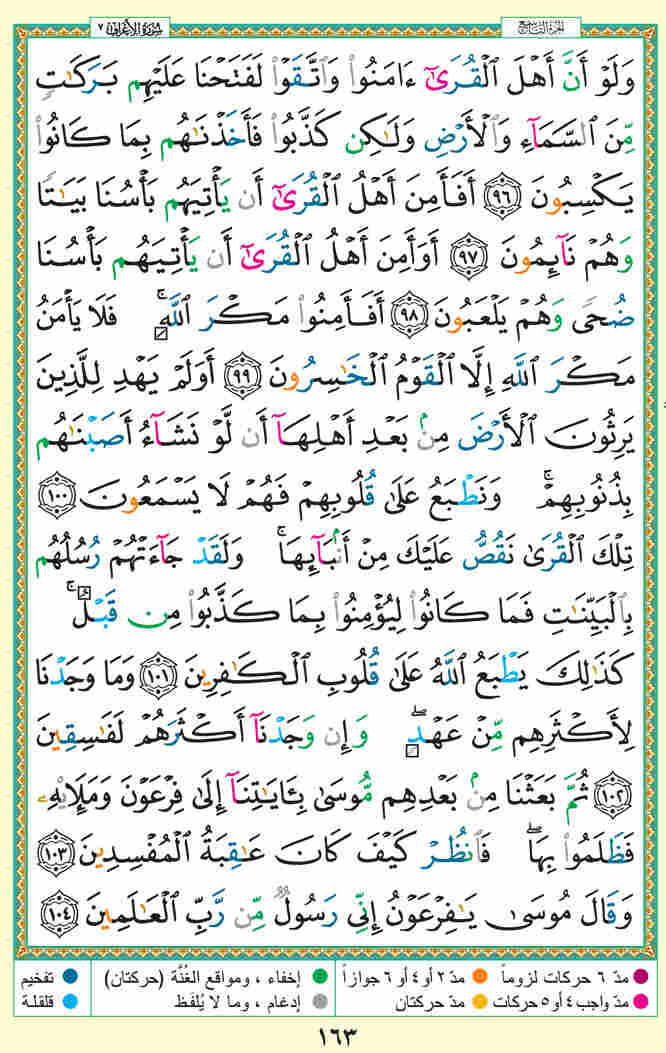 سُورَةُ الأَعْرَافِ ٧
الجزء التاسع
وَلَوْ أَنَّ أَهْلَ ٱلْقُرَىٰٓ ءَامَنُوا۟ وَٱتَّقَوْا۟ لَفَتَحْنَا عَلَيْهِم بَرَكَٰتٍ
مِّنَ ٱلسَّمَآءِ وَٱلْأَرْضِ وَلَٰكِن كَذَّبُوا۟ فَأَخَذْنَٰهُم بِمَا كَانُوا۟
يَكْسِبُونَ ٩٦ أَفَأَمِنَ أَهْلُ ٱلْقُرَىٰٓ أَن يَأْتِيَهُم بَأْسُنَا بَيَٰتًا
وَهُمْ نَآئِمُونَ ٩٧ أَوَأَمِنَ أَهْلُ ٱلْقُرَىٰٓ أَن يَأْتِيَهُم بَأْسُنَا
ضُحًى وَهُمْ يَلْعَبُونَ ٩٨ أَفَأَمِنُوا۟ مَكْرَ ٱللَّهِ ۚ فَلَا يَأْمَنُ
مَكْرَ ٱللَّهِ إِلَّا ٱلْقَوْمُ ٱلْخَٰسِرُونَ ٩٩ أَوَلَمْ يَهْدِ لِلَّذِينَ
يَرِثُونَ ٱلْأَرْضَ مِنۢ بَعْدِ أَهْلِهَآ أَن لَّوْ نَشَآءُ أَصَبْنَٰهُم
بِذُنُوبِهِمْ ۚ وَنَطْبَعُ عَلَىٰ قُلُوبِهِمْ فَهُمْ لَا يَسْمَعُونَ ١٠٠
تِلْكَ ٱلْقُرَىٰ نَقُصُّ عَلَيْكَ مِنْ أَنۢبَآئِهَا ۚ وَلَقَدْ جَآءَتْهُمْ رُسُلُهُم
بِٱلْبَيِّنَٰتِ فَمَا كَانُوا۟ لِيُؤْمِنُوا۟ بِمَا كَذَّبُوا۟ مِن قَبْلُ ۚ
كَذَٰلِكَ يَطْبَعُ ٱللَّهُ عَلَىٰ قُلُوبِ ٱلْكَٰفِرِينَ ١٠١ وَمَا وَجَدْنَا
لِأَكْثَرِهِم مِّنْ عَهْدٍ ۖ وَإِن وَجَدْنَآ أَكْثَرَهُمْ لَفَٰسِقِينَ
١٠٢ ثُمَّ بَعَثْنَا مِنۢ بَعْدِهِم مُّوسَىٰ بِـَٔايَٰتِنَآ إِلَىٰ فِرْعَوْنَ وَمَلَإِي۟هِۦ
فَظَلَمُوا۟ بِهَا ۖ فَٱنظُرْ كَيْفَ كَانَ عَٰقِبَةُ ٱلْمُفْسِدِينَ ١٠٣
وَقَالَ مُوسَىٰ يَٰفِرْعَوْنُ إِنِّى رَسُولٌ مِّن رَّبِّ ٱلْعَٰلَمِينَ ١٠٤
مدّ ٦ حركات لزوماً مدّ ٢ أو ٤ أو ٦ جوازاً إخفاء ، ومواقع الغُنَّة (حركتان) تفخيم
مدّ واجب ٤ أو ٥ حركات مدّ حركتان إدغام ، وما لا يُلفَظ قلقلة
١٦٣